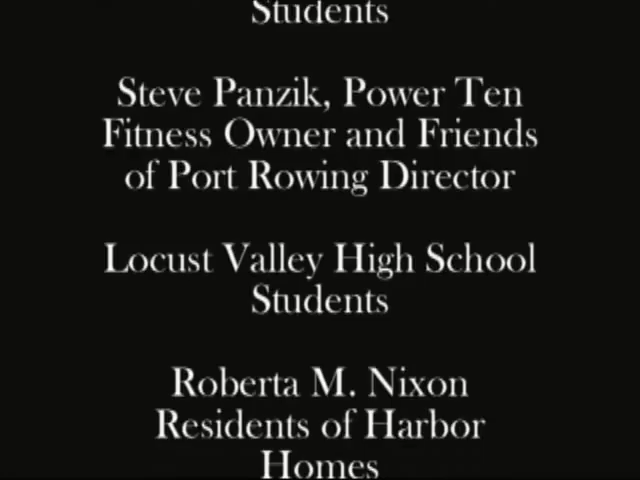 Students
Steve Panzik, Power Ten
Fitness Owner and Friends
of Port Rowing Director
Locust Valley High School
Students
Roberta M. Nixon
Residents of Harbor
Homes